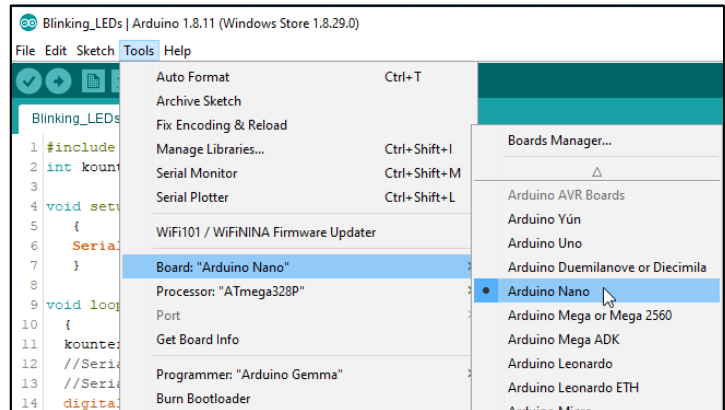 Blinking_LEDs | Arduino 1.8.11 (Windows Store 1.8.29.0)
File Edit Sketch Tools Help
Auto Format Ctrl+T
Archive Sketch
Fix Encoding & Reload
Manage Libraries... Ctrl+Shift+I
Serial Monitor Ctrl+Shift+M
Serial Plotter Ctrl+Shift+L
WiFi101 / WiFiNINA Firmware Updater
Board: "Arduino Nano"
Processor: "ATmega328P"
Port
Get Board Info
Programmer: "Arduino Gemma"
Burn Bootloader
Boards Manager...
Arduino AVR Boards
Arduino Yún
Arduino Uno
Arduino Duemilanove or Diecimila
Arduino Nano
Arduino Mega or Mega 2560
Arduino Mega ADK
Arduino Leonardo
Arduino Leonardo ETH
Blinking_LEDs
1 #include
2 int kount
3
4 void setu
5 {
6 Serial
7 }
8
9 void loop
10 {
11 kounte
12 //Seria
13 //Seria
14 digital